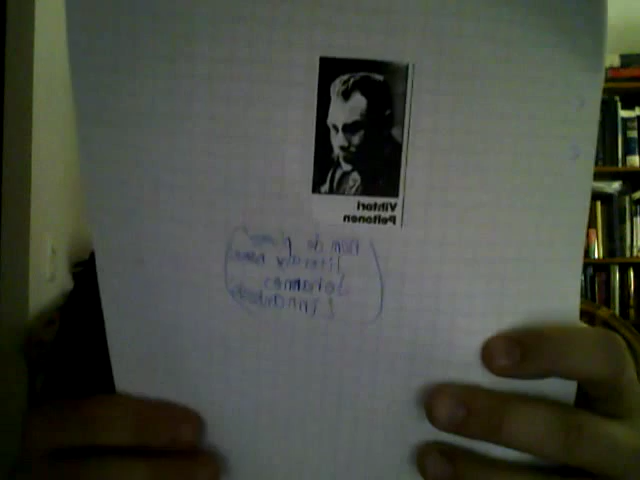 Vihtori
Peltonen
(nom de plume
literary name
Johannes
Linnankoski)